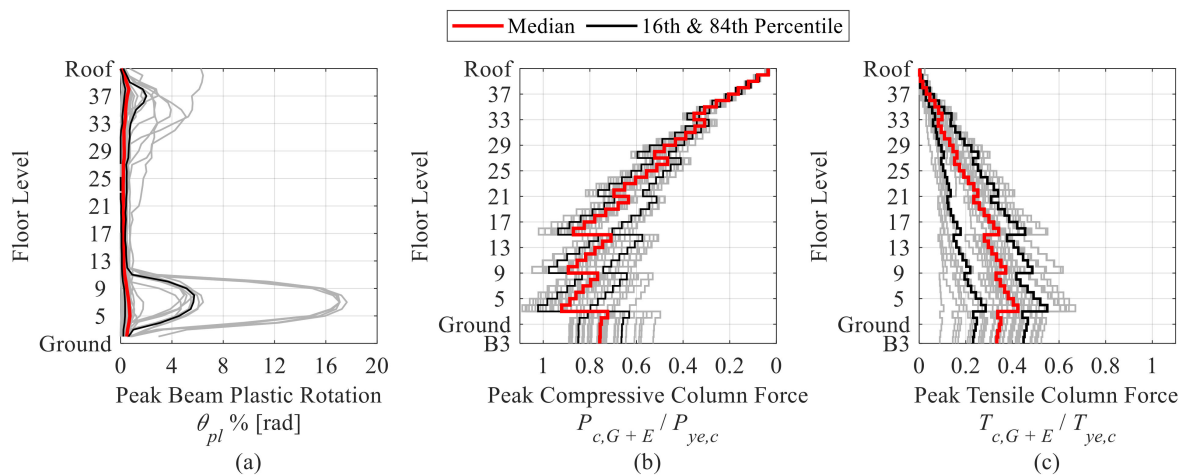 Median 16th & 84th Percentile
Roof
37
33
29
25
21
17
13
9
5
Ground
Floor Level
0 4 8 12 16 20
Peak Beam Plastic Rotation
θpl % [rad]
(a)
Roof
37
33
29
25
21
17
13
9
5
Ground
B3
Floor Level
1 0.8 0.6 0.4 0.2 0
Peak Compressive Column Force
Pc,G + E / Pye,c
(b)
Roof
37
33
29
25
21
17
13
9
5
Ground
B3
Floor Level
0 0.2 0.4 0.6 0.8 1
Peak Tensile Column Force
Tc,G + E / Tye,c
(c)